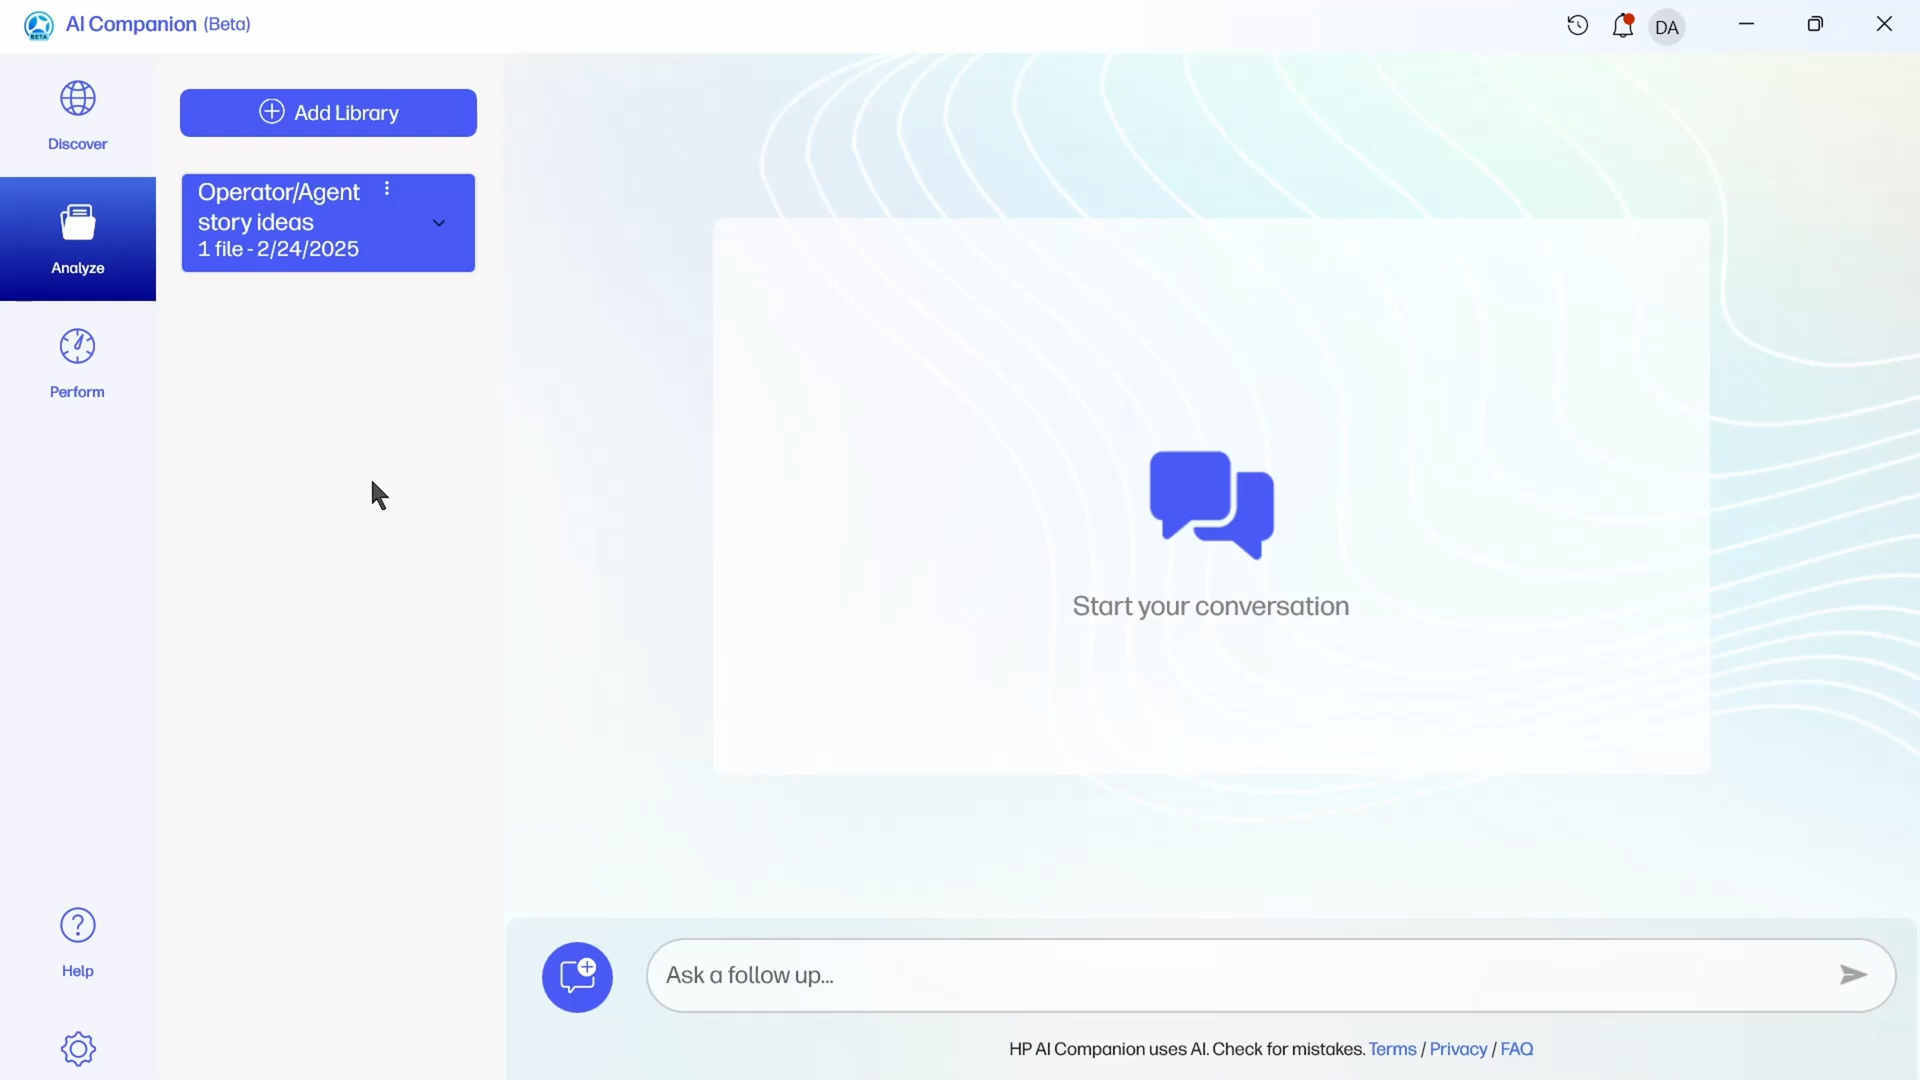 AI Companion (Beta)
BETA
DA
Discover
Add Library
Operator/Agent
story ideas
1 file - 2/24/2025
Analyze
Perform
Start your conversation
Help
Ask a follow up...
HP AI Companion uses AI. Check for mistakes. Terms / Privacy / FAQ